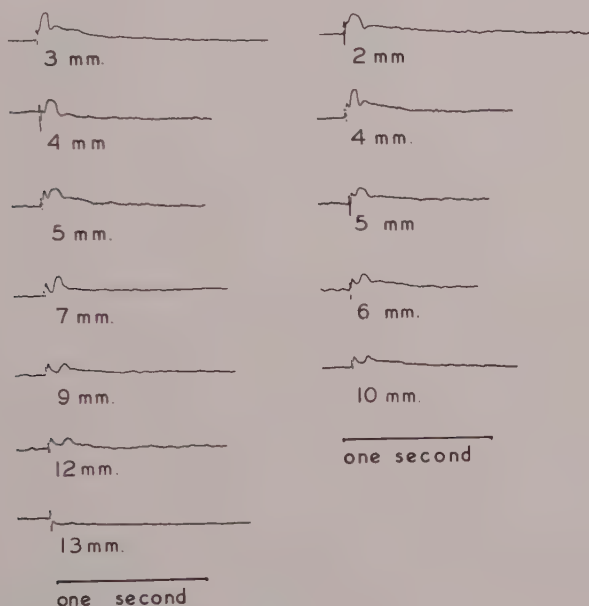 3 mm.
4 mm
5 mm.
7 mm.
9 mm.
12 mm.
13 mm.
one second
2 mm
4 mm.
5 mm
6 mm.
10 mm.
one second